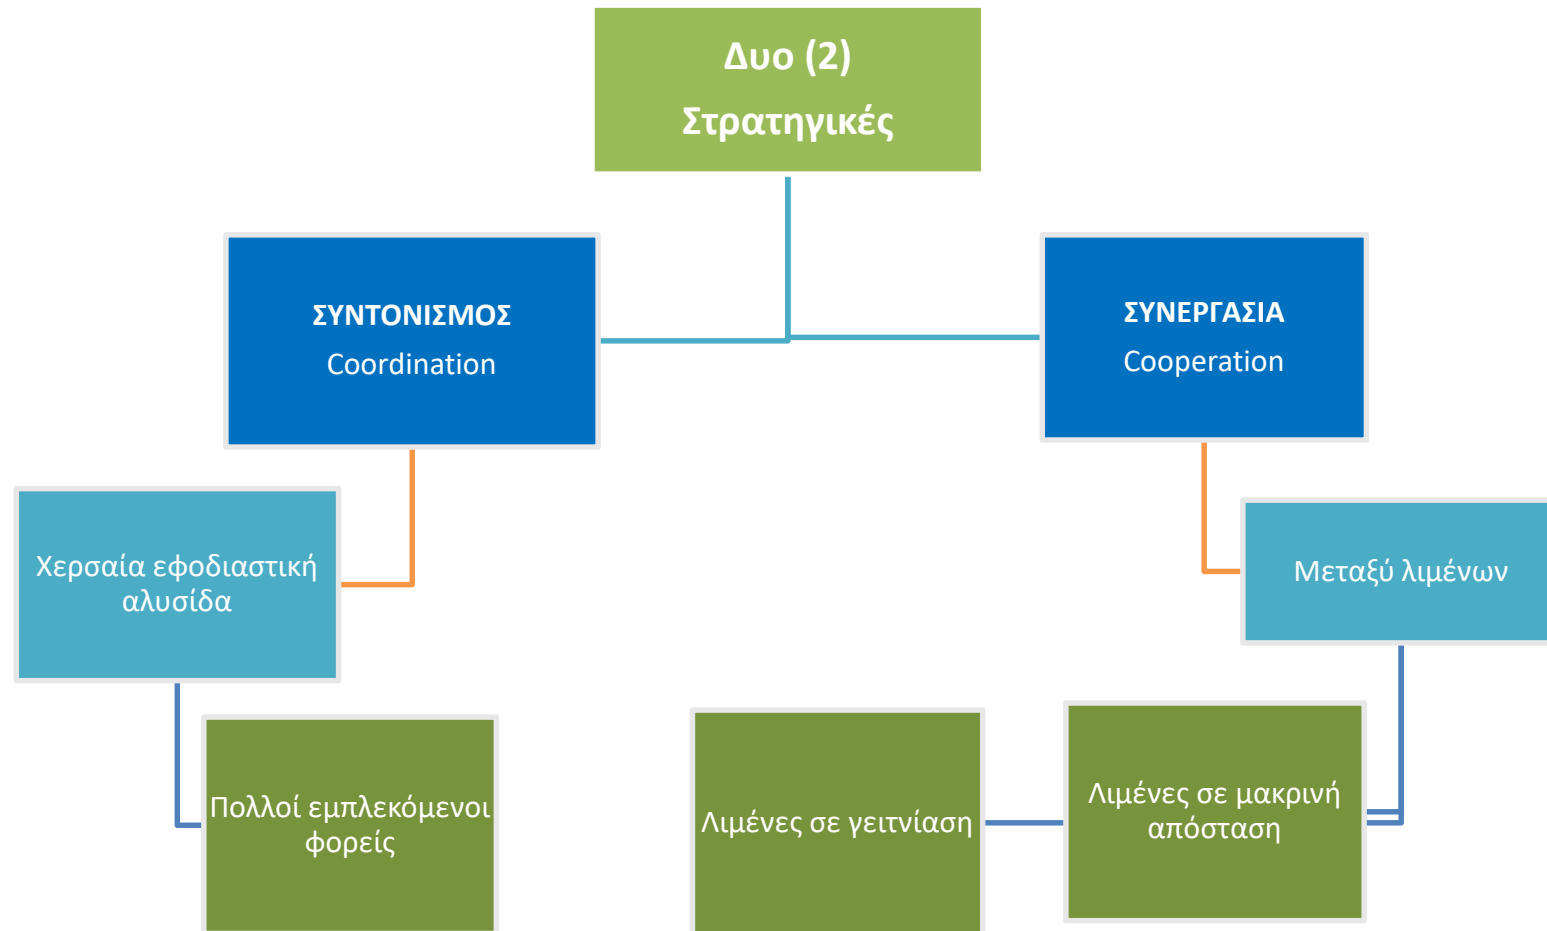 Δυο (2)
Στρατηγικές
ΣΥΝΤΟΝΙΣΜΟΣ
Coordination
ΣΥΝΕΡΓΑΣΙΑ
Cooperation
Χερσαία εφοδιαστική
αλυσίδα
Μεταξύ λιμένων
Πολλοί εμπλεκόμενοι
φορείς
Λιμένες σε γειτνίαση
Λιμένες σε μακρινή
απόσταση